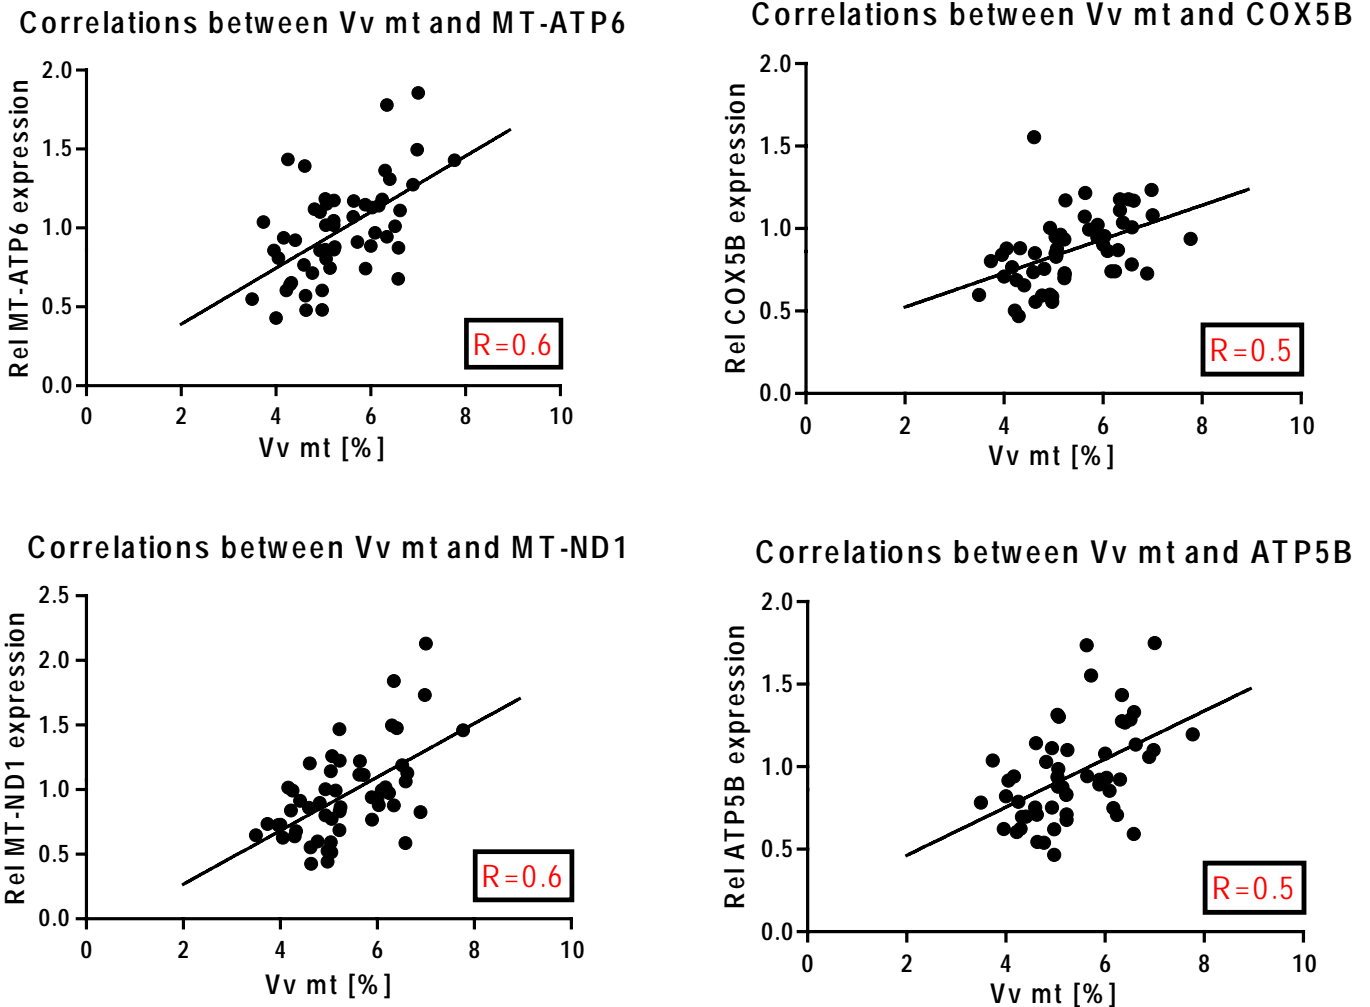 Correlations between Vv mt and MT-ATP6
Rel MT-ATP6 expression
2.0
1.5
1.0
0.5
0.0
0 2 4 6 8 10
Vv mt [%]
R=0.6
Correlations between Vv mt and COX5B
Rel COX5B expression
2.0
1.5
1.0
0.5
0.0
0 2 4 6 8 10
Vv mt [%]
R=0.5
Correlations between Vv mt and MT-ND1
Rel MT-ND1 expression
2.5
2.0
1.5
1.0
0.5
0.0
0 2 4 6 8 10
Vv mt [%]
R=0.6
Correlations between Vv mt and ATP5B
Rel ATP5B expression
2.0
1.5
1.0
0.5
0.0
0 2 4 6 8 10
Vv mt [%]
R=0.5